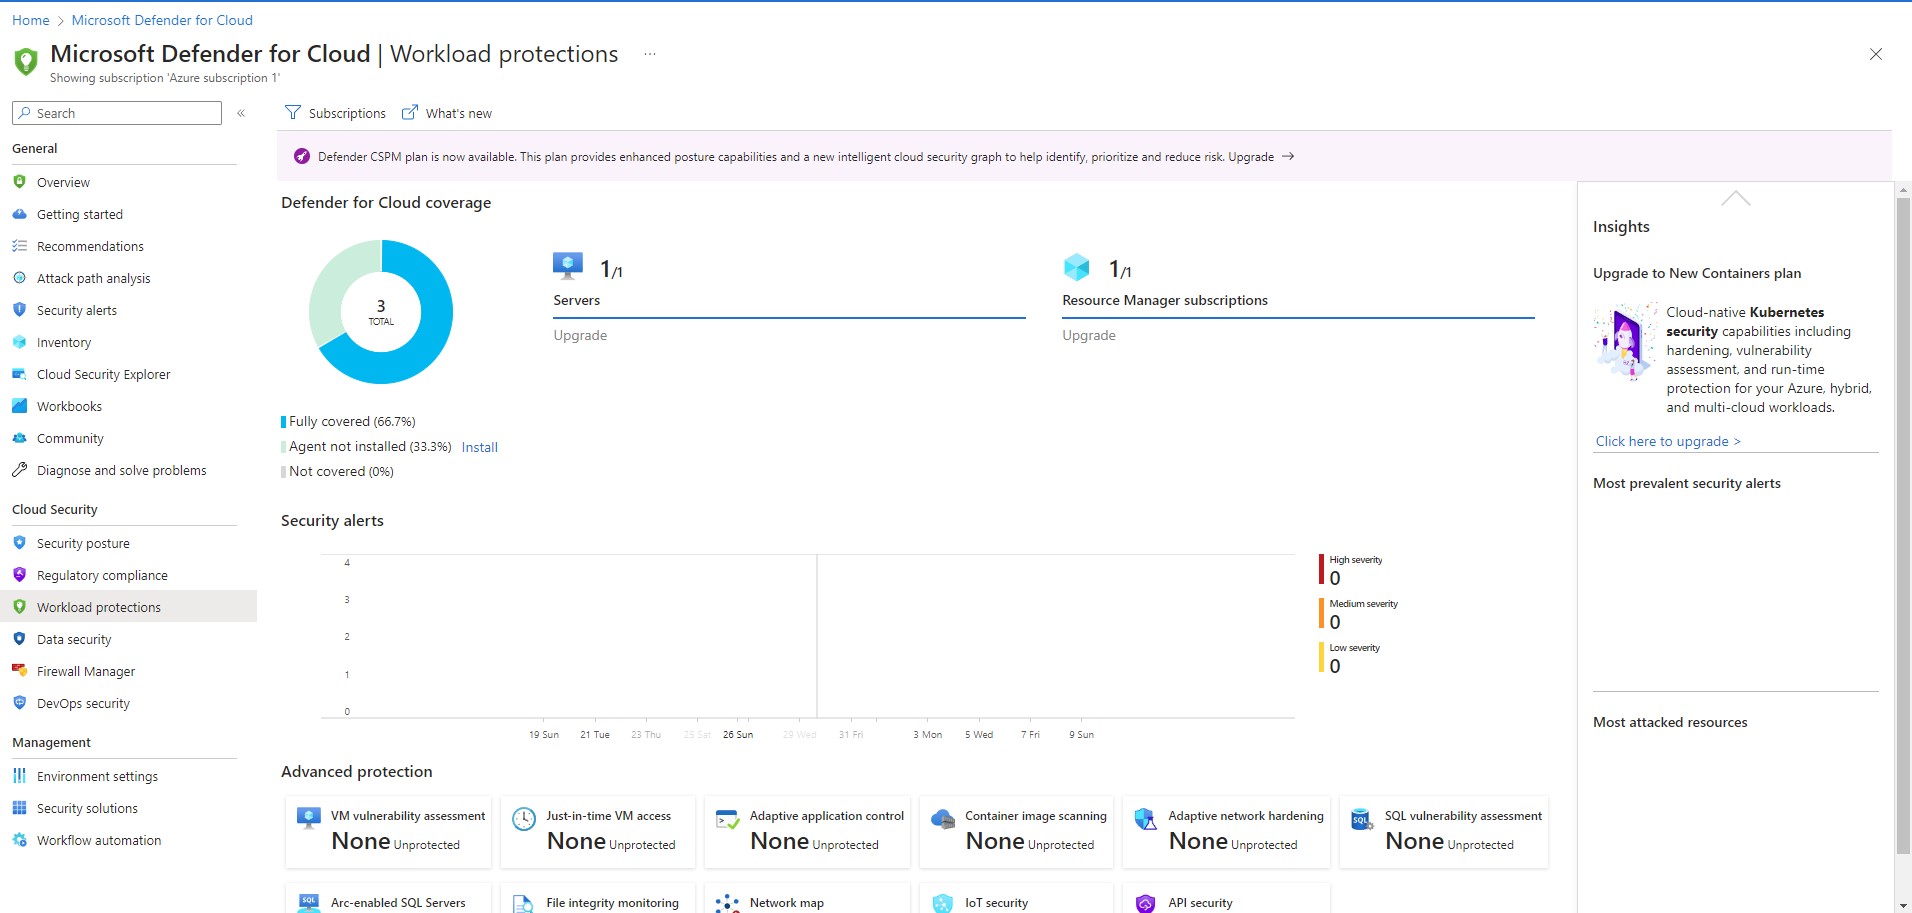 Home > Microsoft Defender for Cloud
Microsoft Defender for Cloud | Workload protections ...
Showing subscription 'Azure subscription 1'
Search «
General
Overview
Getting started
Recommendations
Attack path analysis
Security alerts
Inventory
Cloud Security Explorer
Workbooks
Community
Diagnose and solve problems
Cloud Security
Security posture
Regulatory compliance
Workload protections
Data security
Firewall Manager
DevOps security
Management
Environment settings
Security solutions
Workflow automation
Subscriptions What's new
Defender CSPM plan is now available. This plan provides enhanced posture capabilities and a new intelligent cloud security graph to help identify, prioritize and reduce risk. Upgrade →
Defender for Cloud coverage
3
TOTAL
Fully covered (66.7%)
Agent not installed (33.3%) Install
Not covered (0%)
1/1
Servers
Upgrade
1/1
Resource Manager subscriptions
Upgrade
Security alerts
4
3
2
1
0
19 Sun 21 Tue 23 Thu 25 Sat 26 Sun 29 Wed 31 Fri 3 Mon 5 Wed 7 Fri 9 Sun
High severity
0
Medium severity
0
Low severity
0
Advanced protection
VM vulnerability assessment
None Unprotected
Just-in-time VM access
None Unprotected
Adaptive application control
None Unprotected
Container image scanning
None Unprotected
Adaptive network hardening
None Unprotected
SQL vulnerability assessment
None Unprotected
Arc-enabled SQL Servers
File integrity monitoring
Network map
IoT security
API security
Insights
Upgrade to New Containers plan
Cloud-native Kubernetes
security capabilities including
hardening, vulnerability
assessment, and run-time
protection for your Azure, hybrid,
and multi-cloud workloads.
Click here to upgrade >
Most prevalent security alerts
Most attacked resources